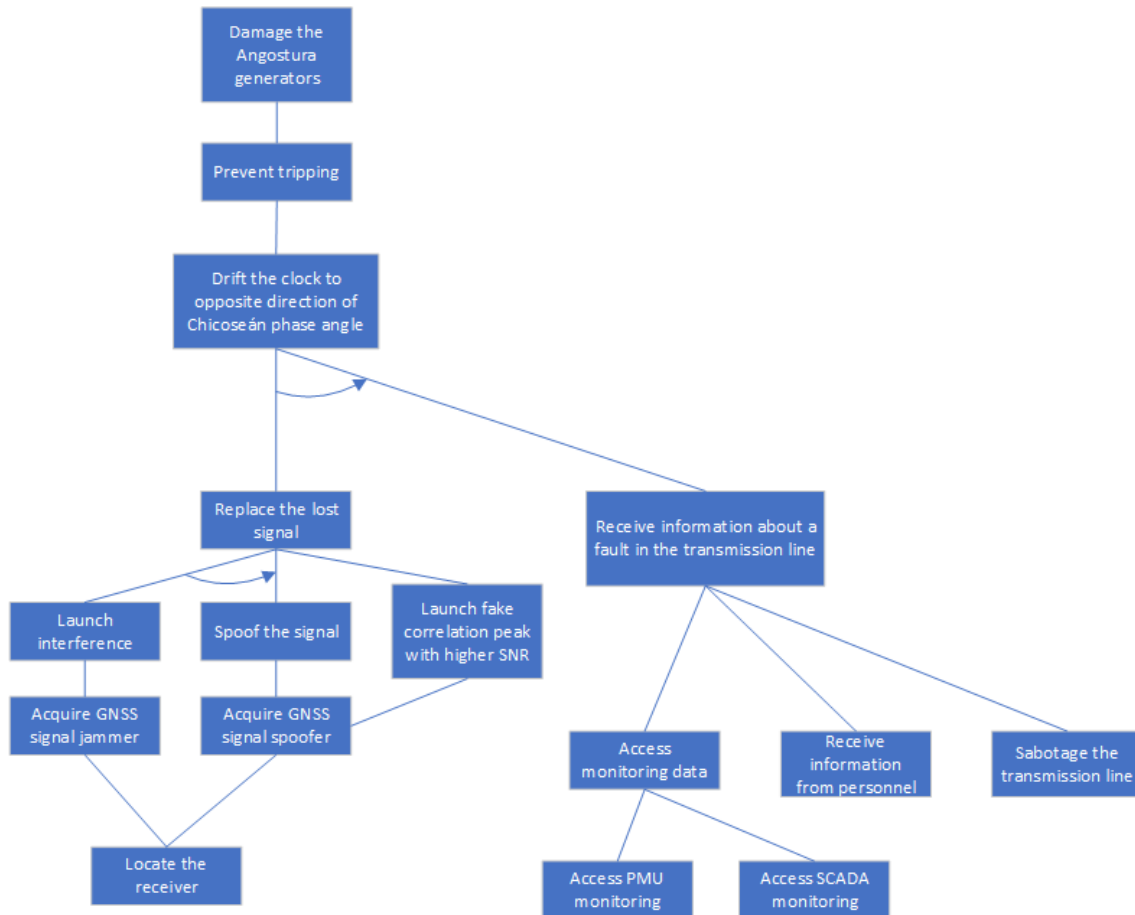 Damage the
Angostura
generators
Prevent tripping
Drift the clock to
opposite direction of
Chicoseán phase angle
Replace the lost
signal
Receive information about a
fault in the transmission line
Launch
interference
Spoof the signal
Launch fake
correlation peak
with higher SNR
Acquire GNSS
signal jammer
Acquire GNSS
signal spoofer
Access
monitoring data
Receive
information
from personnel
Sabotage the
transmission line
Locate the
receiver
Access PMU
monitoring
Access SCADA
monitoring